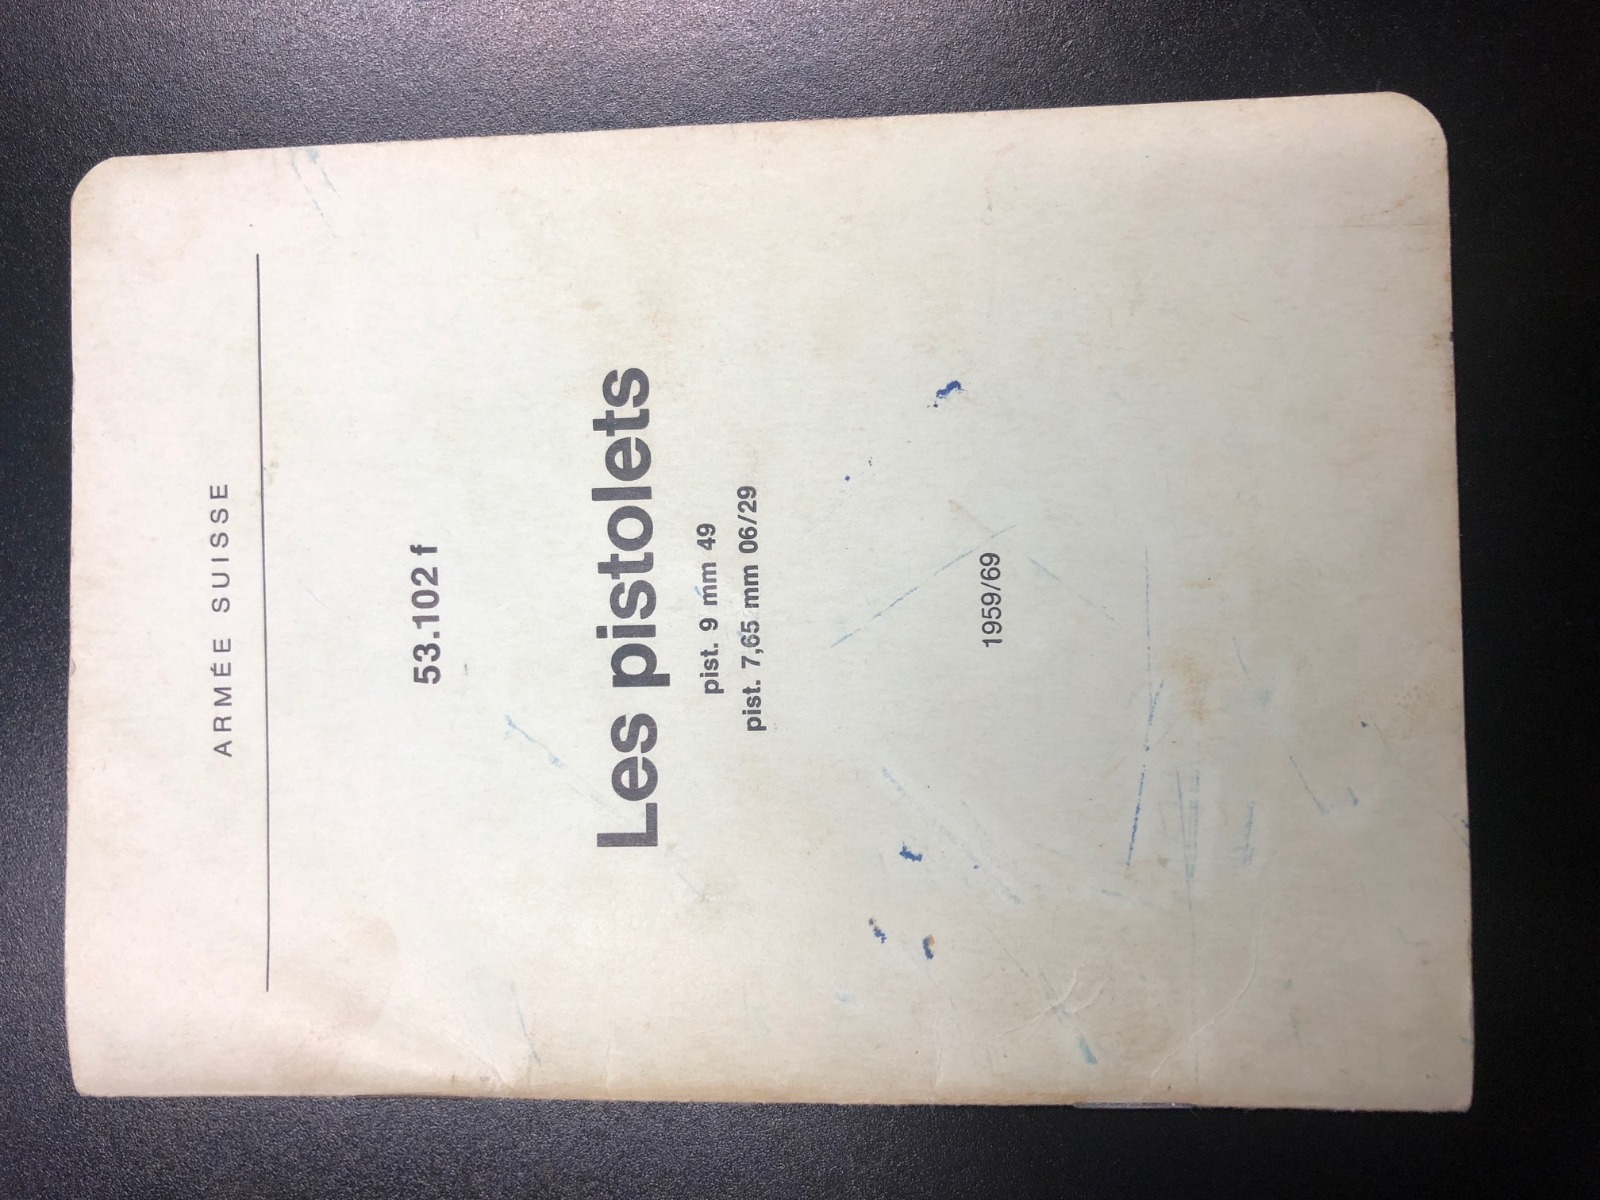 ARMÉE SUISSE
53.102 f
Les pistolets
pist. 9 mm 49
pist. 7,65 mm 06/29
1959/69